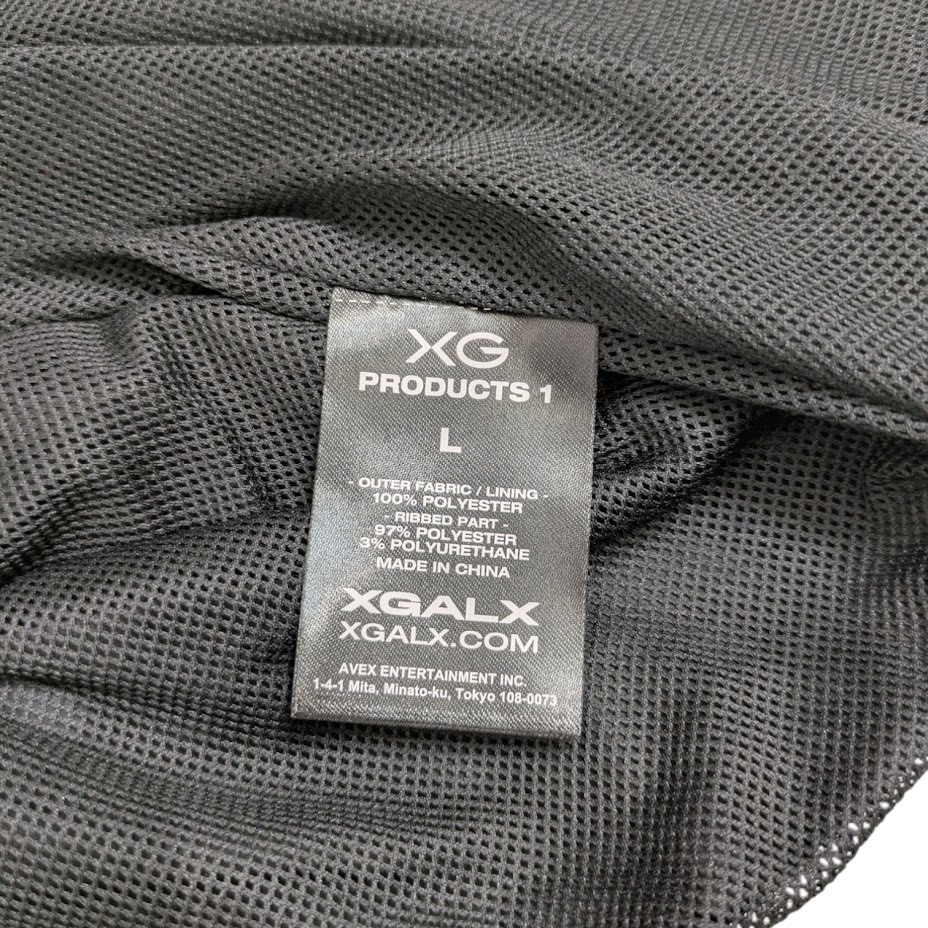 XG
PRODUCTS 1
L
- OUTER FABRIC / LINING -
100% POLYESTER
- RIBBED PART -
97% POLYESTER
3% POLYURETHANE
MADE IN CHINA
XGALX
XGALX.COM
AVEX ENTERTAINMENT INC.
1-4-1 Mita, Minato-ku, Tokyo 108-0073